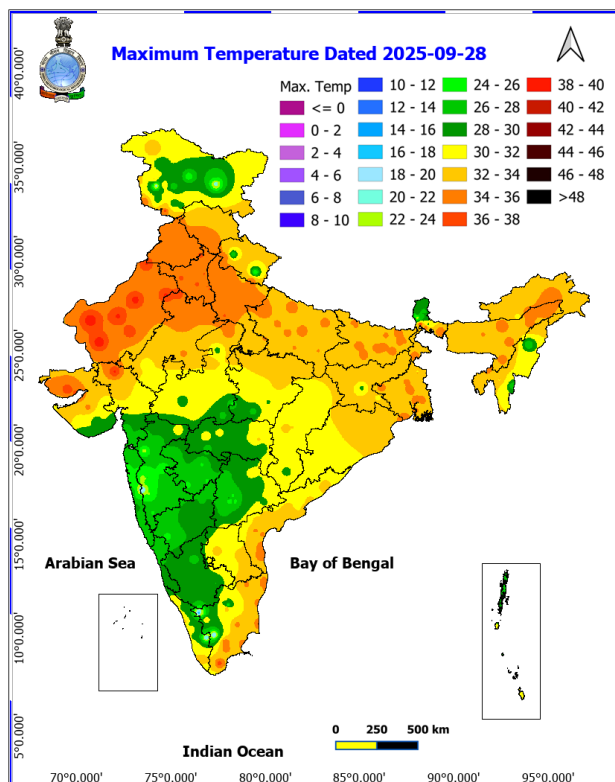 Maximum Temperature Dated 2025-09-28
Max. Temp
<= 0
0 - 2
2 - 4
4 - 6
6 - 8
8 - 10
10 - 12
12 - 14
14 - 16
16 - 18
18 - 20
20 - 22
22 - 24
24 - 26
26 - 28
28 - 30
30 - 32
32 - 34
34 - 36
36 - 38
38 - 40
40 - 42
42 - 44
44 - 46
46 - 48
>48
40°0.000'
35°0.000'
30°0.000'
25°0.000'
20°0.000'
15°0.000'
10°0.000'
5°0.000'
Arabian Sea
Bay of Bengal
Indian Ocean
0 250 500 km
70°0.000' 75°0.000' 80°0.000' 85°0.000' 90°0.000' 95°0.000'